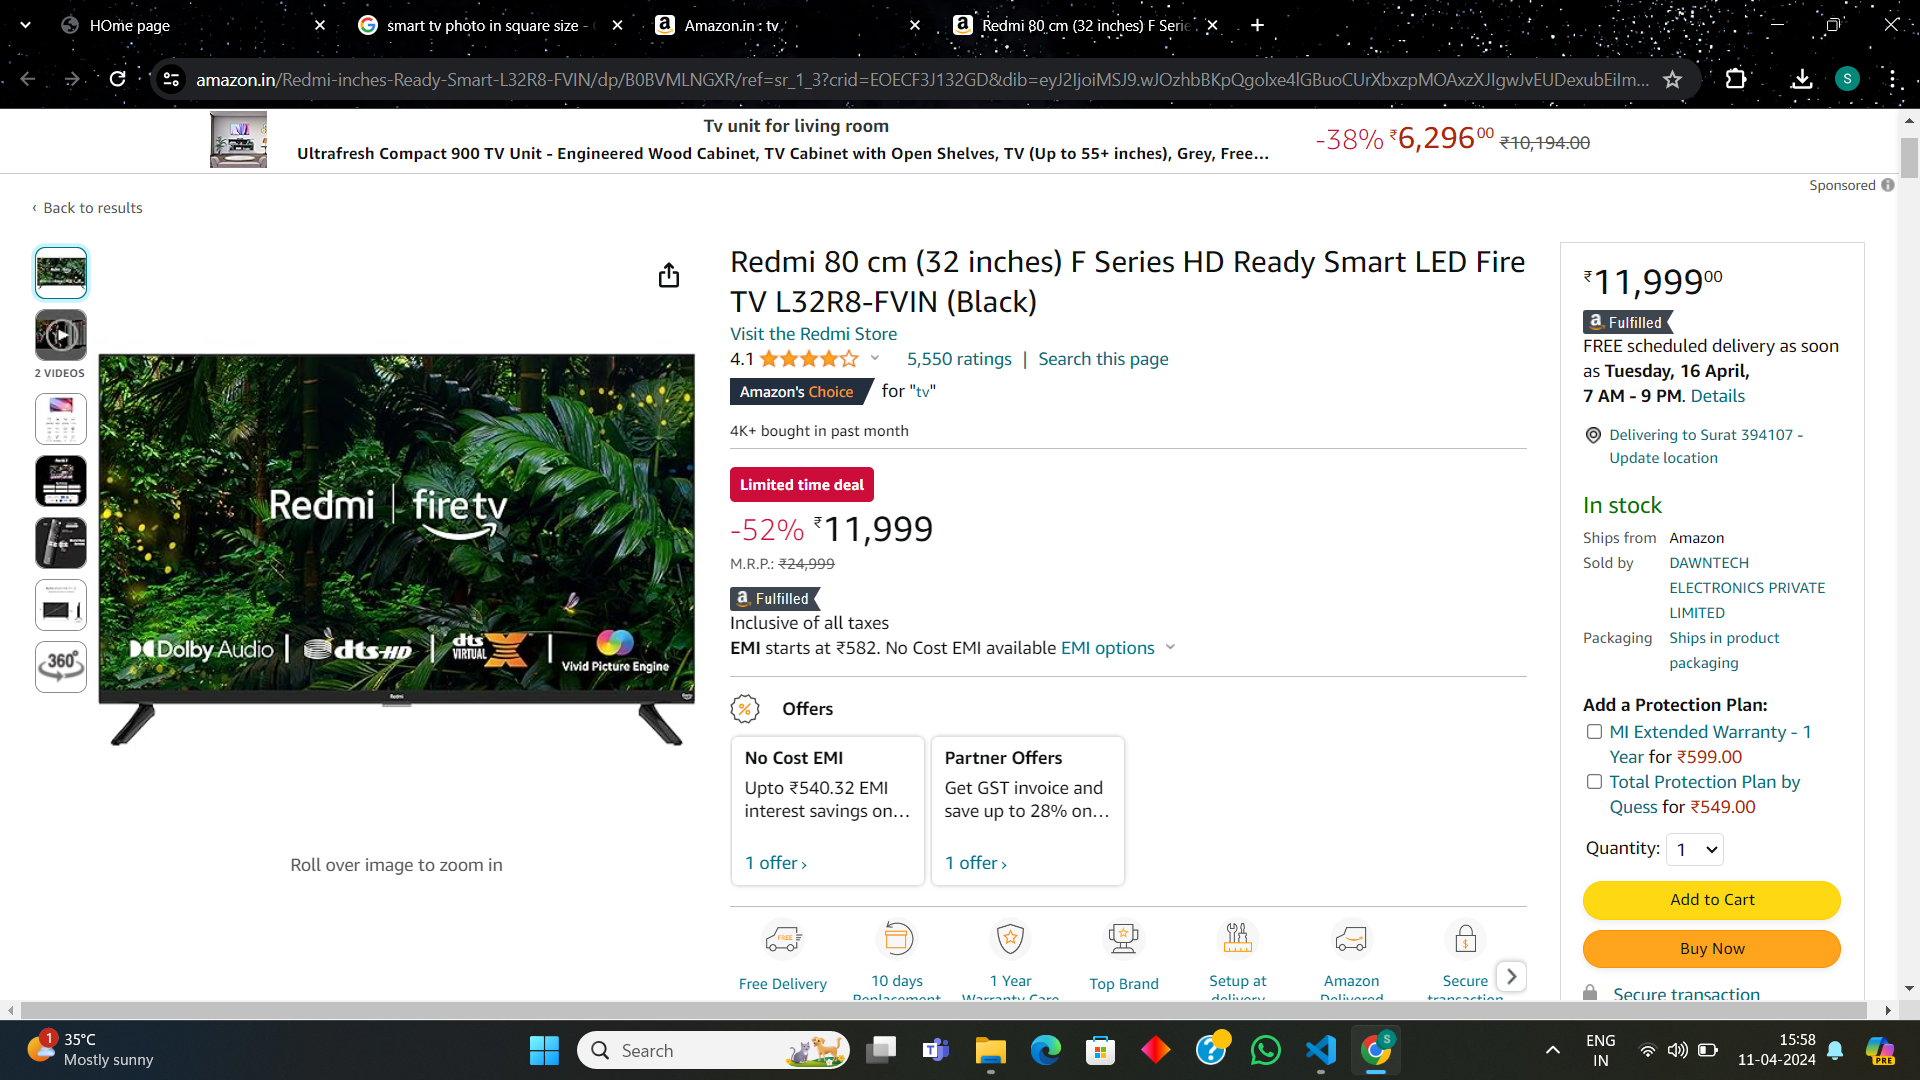 HOme page
smart tv photo in square size -
Amazon.in : tv
Redmi 80 cm (32 inches) F Serie
amazon.in/Redmi-inches-Ready-Smart-L32R8-FVIN/dp/B0BVMLNGXR/ref=sr_1_3?crid=EOECF3J132GD&dib=eyJ2IjoiMSJ9.wJOzhbBKpQgolxe4lGBuoCUrXbxzpMOAxzXJIgwJvEUDexubEiIm...
S
Tv unit for living room
Ultrafresh Compact 900 TV Unit - Engineered Wood Cabinet, TV Cabinet with Open Shelves, TV (Up to 55+ inches), Grey, Free...
-38% ₹6,29600 ₹10,194.00
Sponsored
‹ Back to results
2 VIDEOS
360°
Redmi | fire tv
Dolby Audio | dts-HD | dts VIRTUAL X | Vivid Picture Engine
Redmi
Roll over image to zoom in
Redmi 80 cm (32 inches) F Series HD Ready Smart LED Fire
TV L32R8-FVIN (Black)
Visit the Redmi Store
4.1 5,550 ratings | Search this page
Amazon's Choice for "tv"
4K+ bought in past month
Limited time deal
-52% ₹11,999
M.R.P.: ₹24,999
a Fulfilled
Inclusive of all taxes
EMI starts at ₹582. No Cost EMI available EMI options
Offers
No Cost EMI
Upto ₹540.32 EMI
interest savings on...
1 offer ›
Partner Offers
Get GST invoice and
save up to 28% on...
1 offer ›
FREE
Free Delivery
10 days
Replacement
1 Year
Warranty Care
Top Brand
Setup at
delivery
Amazon
Delivered
Secure
transaction
₹11,99900
a Fulfilled
FREE scheduled delivery as soon
as Tuesday, 16 April,
7 AM - 9 PM. Details
Delivering to Surat 394107 -
Update location
In stock
Ships from Amazon
Sold by DAWNTECH
ELECTRONICS PRIVATE
LIMITED
Packaging Ships in product
packaging
Add a Protection Plan:
MI Extended Warranty - 1
Year for ₹599.00
Total Protection Plan by
Quess for ₹549.00
Quantity: 1
Add to Cart
Buy Now
Secure transaction
1
35°C
Mostly sunny
Search
S
ENG
IN
15:58
11-04-2024
PRE